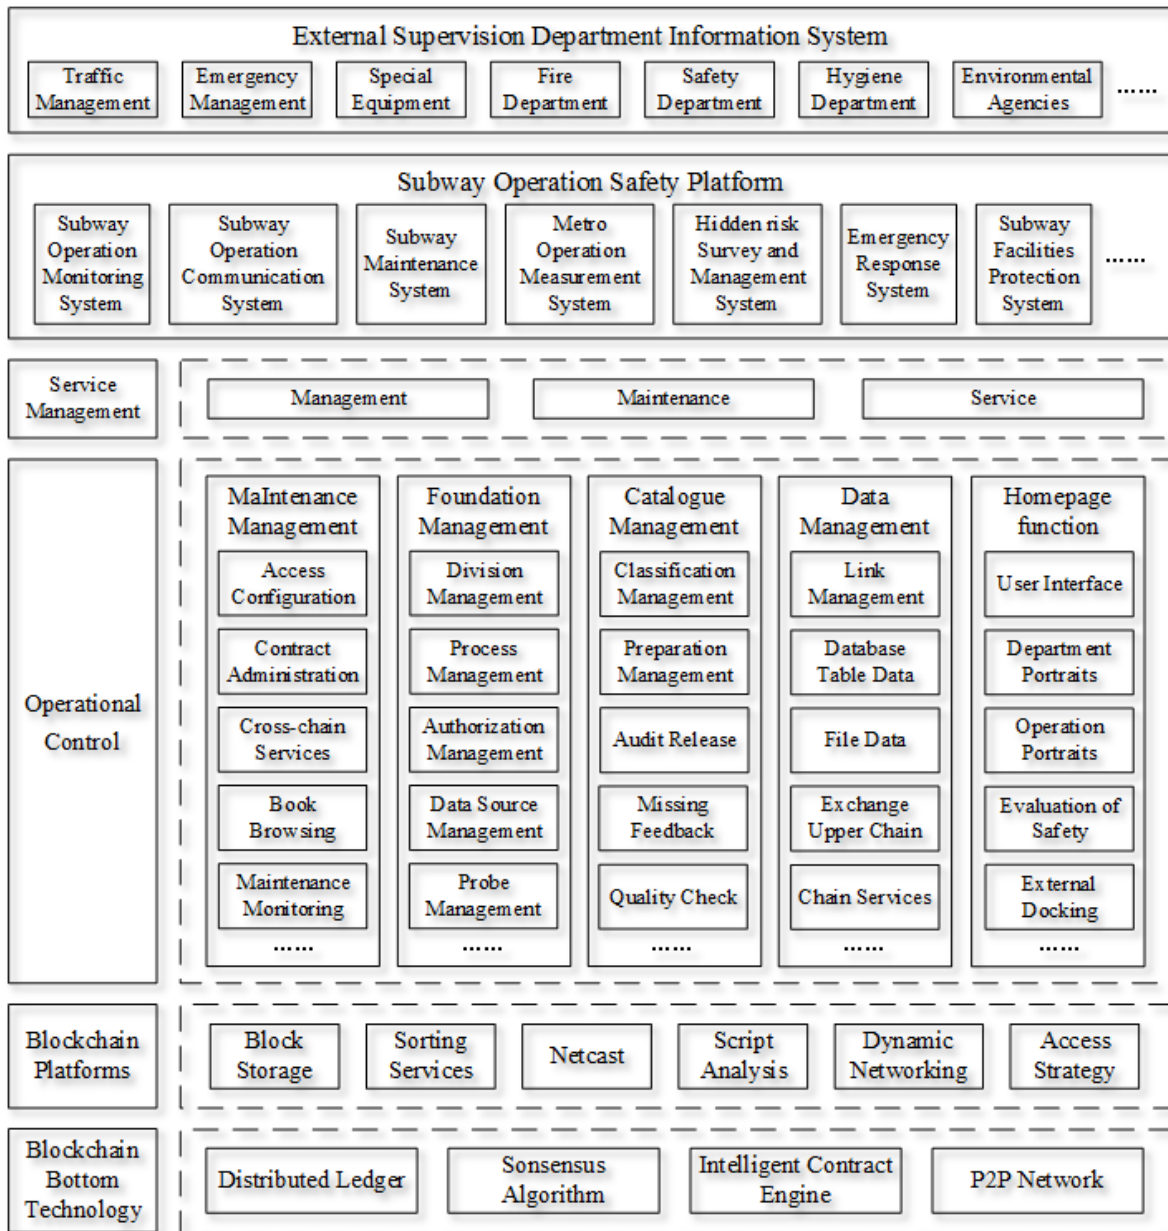 External Supervision Department Information System
Traffic
Management
Emergency
Management
Special
Equipment
Fire
Department
Safety
Department
Hygiene
Department
Environmental
Agencies
......
Subway Operation Safety Platform
Subway
Operation
Monitoring
System
Subway
Operation
Communication
System
Subway
Maintenance
System
Metro
Operation
Measurement
System
Hidden risk
Survey and
Management
System
Emergency
Response
System
Subway
Facilities
Protection
System
......
Service
Management
Management
Maintenance
Service
Operational
Control
MaIntenance
Management
Access
Configuration
Contract
Administration
Cross-chain
Services
Book
Browsing
Maintenance
Monitoring
......
Foundation
Management
Division
Management
Process
Management
Authorization
Management
Data Source
Management
Probe
Management
......
Catalogue
Management
Classification
Management
Preparation
Management
Audit Release
Missing
Feedback
Quality Check
......
Data
Management
Link
Management
Database
Table Data
File Data
Exchange
Upper Chain
Chain Services
......
Homepage
function
User Interface
Department
Portraits
Operation
Portraits
Evaluation of
Safety
External
Docking
......
Blockchain
Platforms
Block
Storage
Sorting
Services
Netcast
Script
Analysis
Dynamic
Networking
Access
Strategy
Blockchain
Bottom
Technology
Distributed Ledger
Sonsensus
Algorithm
Intelligent Contract
Engine
P2P Network